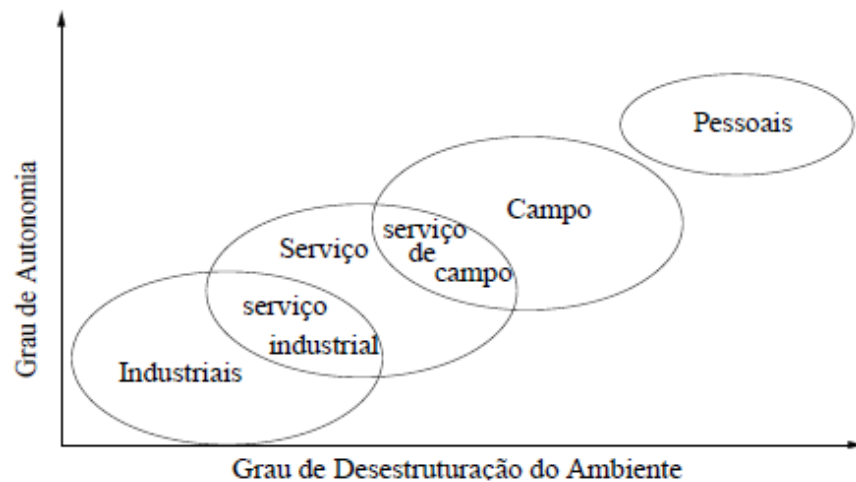 Grau de Autonomia
Pessoais
Campo
serviço
de
campo
Serviço
serviço
industrial
Industriais
Grau de Desestruturação do Ambiente